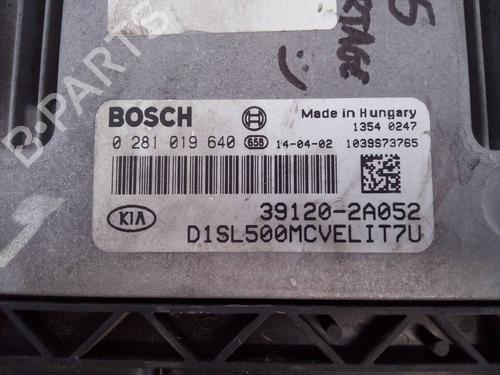 5
B-PARTS
BOSCH
Made in Hungary
0 281 019 640 658 14-04-02
1354 0247
1039S73765
KIA
39120-2A052
D1SL500MCVELIT7U